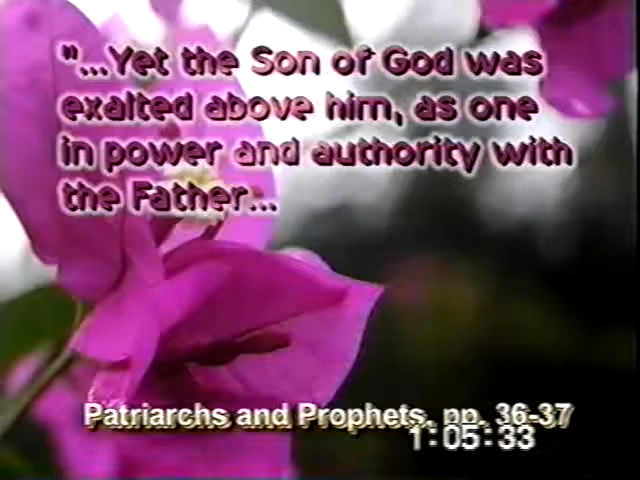 "...Yet the Son of God was
exalted above him, as one
in power and authority with
the Father...
Patriarchs and Prophets, pp. 36-37
1:05:33